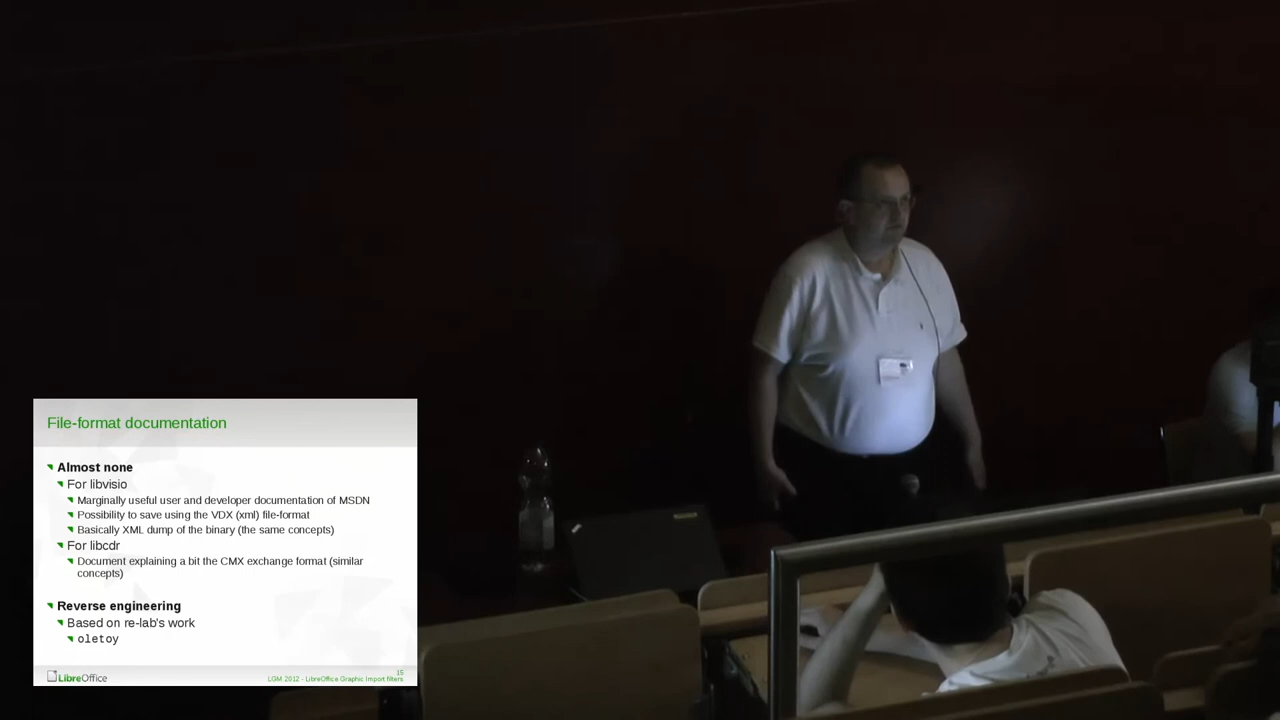 File-format documentation
Almost none
For libvisio
Marginally useful user and developer documentation of MSDN
Possibility to save using the VDX (xml) file-format
Basically XML dump of the binary (the same concepts)
For libcdr
Document explaining a bit the CMX exchange format (similar
concepts)
Reverse engineering
Based on re-lab's work
oletoy
15
LibreOffice
LGM 2012 - LibreOffice Graphic Import filters